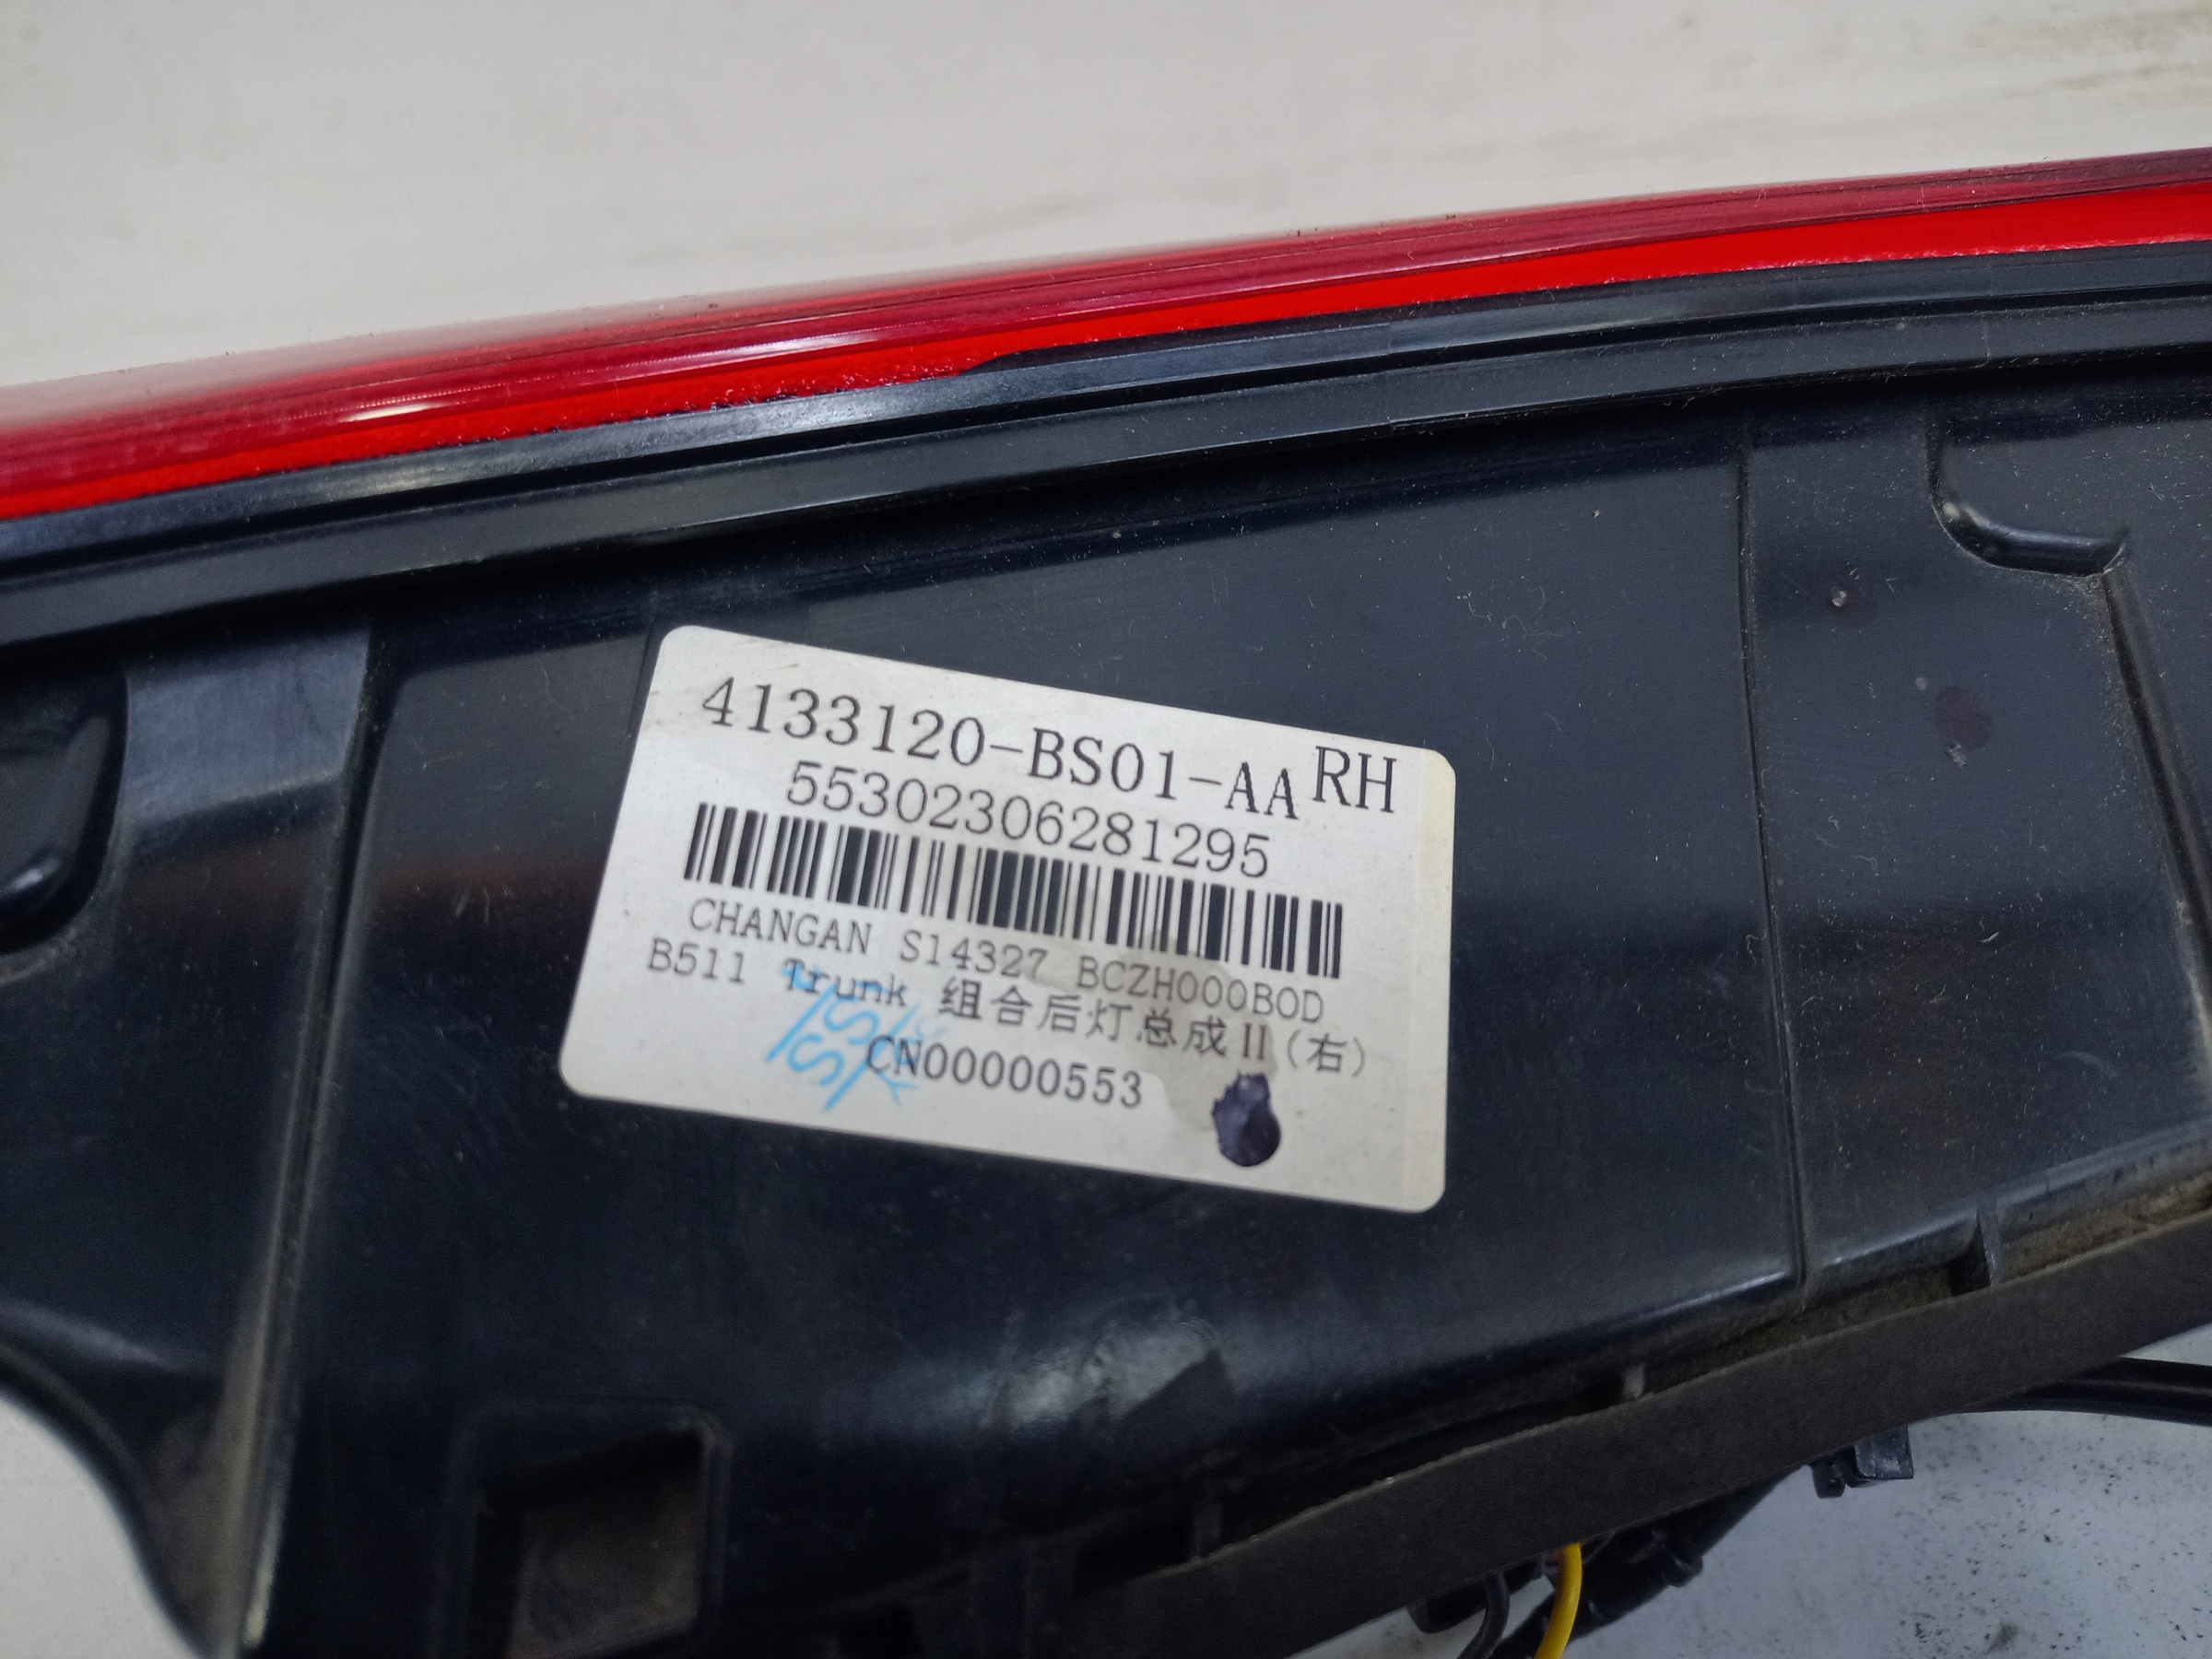 4133120-BS01-AA RH
55302306281295
CHANGAN S14327 BCZH000B0D
B511 Trunk 组合后灯总成II(右)
CN00000553